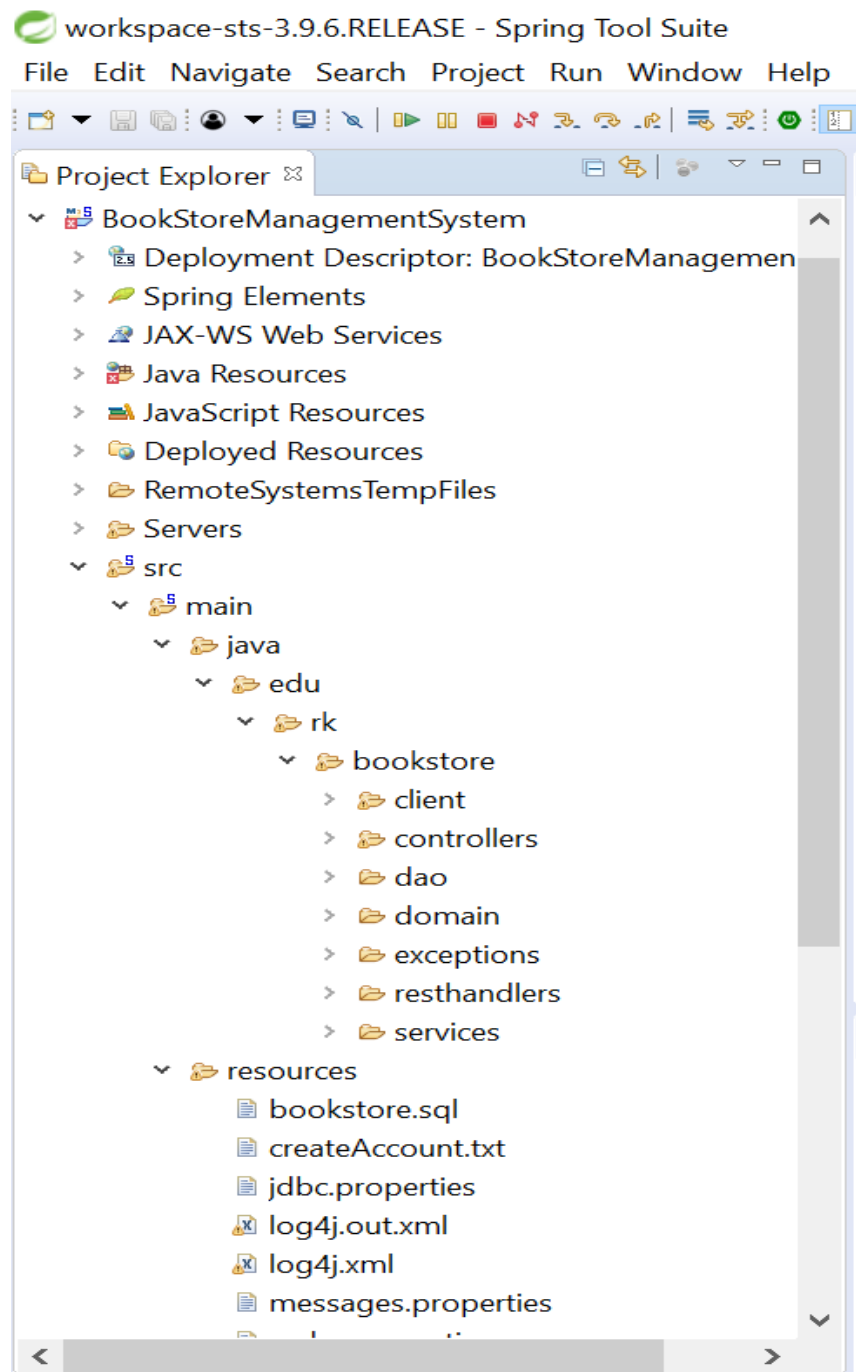 workspace-sts-3.9.6.RELEASE - Spring Tool Suite
File Edit Navigate Search Project Run Window Help
Project Explorer
BookStoreManagementSystem
Deployment Descriptor: BookStoreManagemen
Spring Elements
JAX-WS Web Services
Java Resources
JavaScript Resources
Deployed Resources
RemoteSystemsTempFiles
Servers
src
main
java
edu
rk
bookstore
client
controllers
dao
domain
exceptions
resthandlers
services
resources
bookstore.sql
createAccount.txt
jdbc.properties
log4j.out.xml
log4j.xml
messages.properties